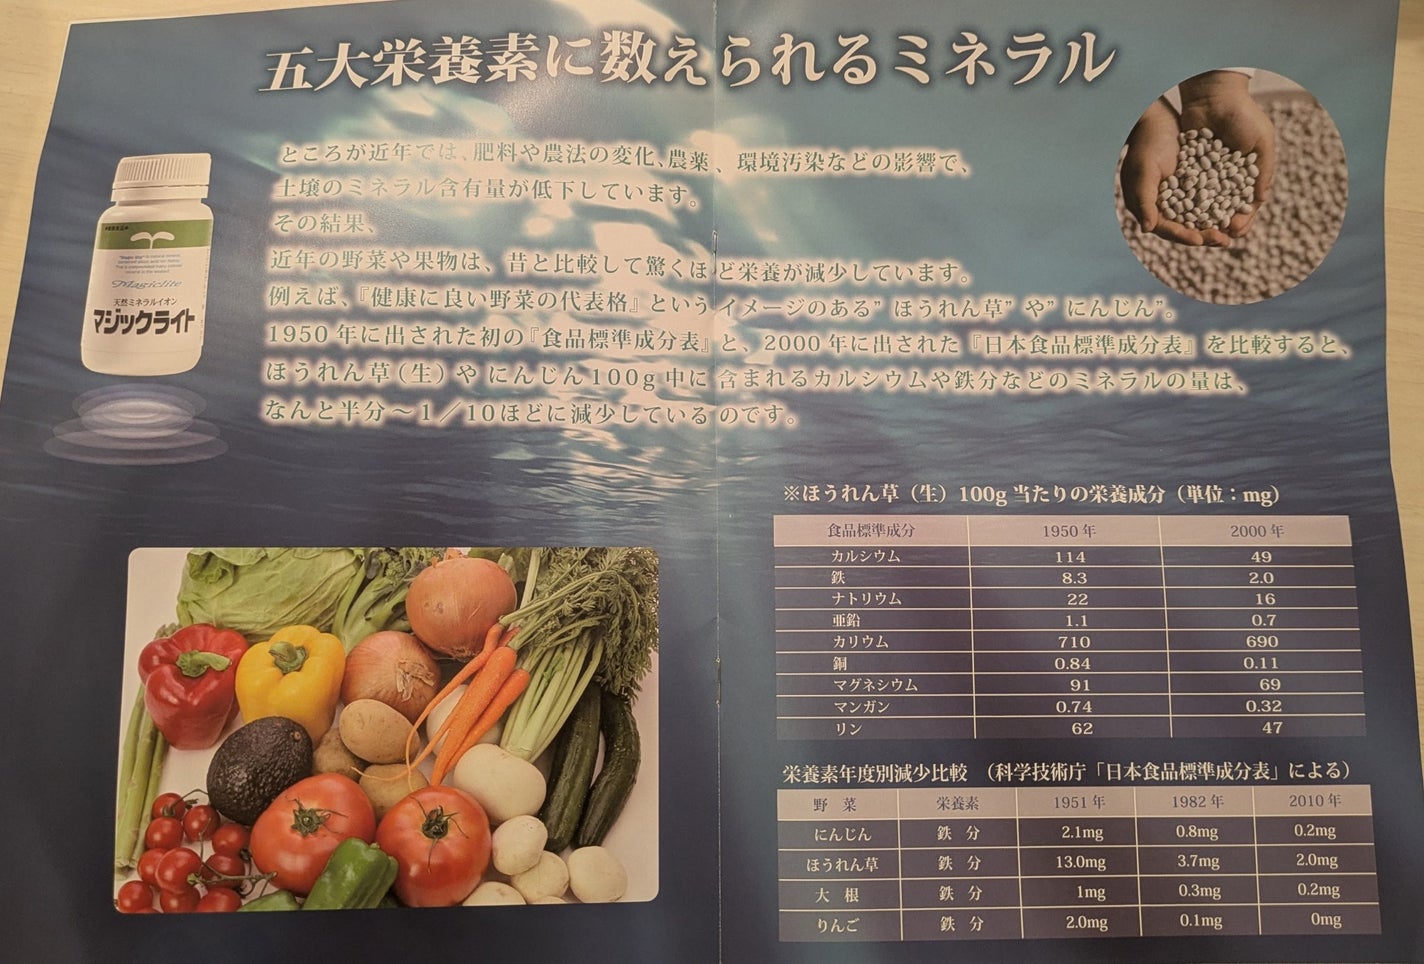 五大栄養素に数えられるミネラル
ところが近年では、肥料や農法の変化、農薬、環境汚染などの影響で、
土壌のミネラル含有量が低下しています。
その結果、
近年の野菜や果物は、昔と比較して驚くほど栄養が減少しています。
例えば、『健康に良い野菜の代表格』というイメージのある”ほうれん草”や”にんじん”。
1950年に出された初の『食品標準成分表』と、2000年に出された『日本食品標準成分表』を比較すると、
ほうれん草（生）や にんじん100g中に含まれるカルシウムや鉄分などのミネラルの量は、
なんと半分～1／10ほどに減少しているのです。
Magiclite
天然ミネラルイオン
マジックライト
※ほうれん草（生）100g当たりの栄養成分（単位：mg）
食品標準成分 1950年 2000年
カルシウム 114 49
鉄 8.3 2.0
ナトリウム 22 16
亜鉛 1.1 0.7
カリウム 710 690
銅 0.84 0.11
マグネシウム 91 69
マンガン 0.74 0.32
リン 62 47
栄養素年度別減少比較 （科学技術庁「日本食品標準成分表」による）
野 菜 栄養素 1951年 1982年 2010年
にんじん 鉄 分 2.1mg 0.8mg 0.2mg
ほうれん草 鉄 分 13.0mg 3.7mg 2.0mg
大 根 鉄 分 1mg 0.3mg 0.2mg
りんご 鉄 分 2.0mg 0.1mg 0mg